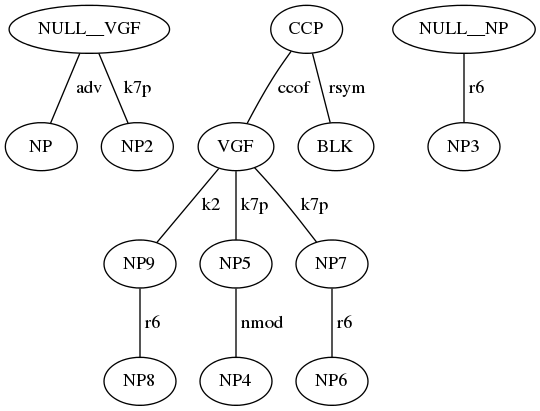 NULL__VGF CCP NULL__NP
adv k7p ccof rsym r6
NP NP2 VGF BLK NP3
k2 k7p k7p
NP9 NP5 NP7
r6 nmod r6
NP8 NP4 NP6